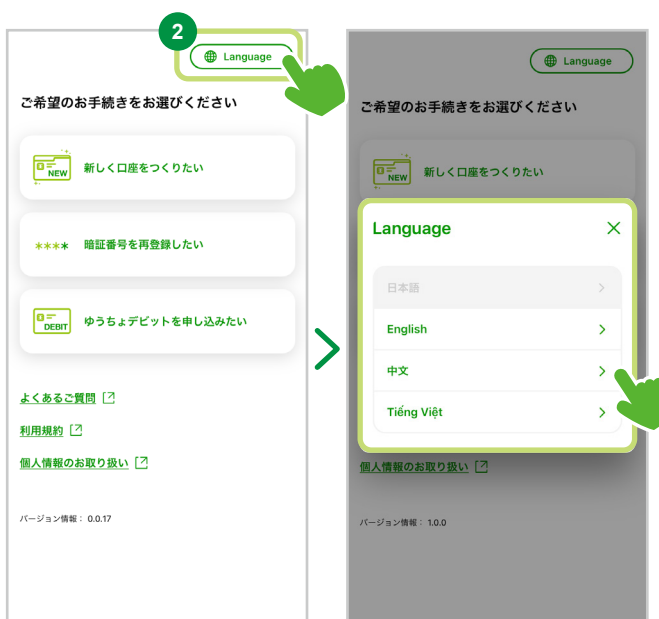 2
Language
ご希望のお手続きをお選びください
NEW
新しく口座をつくりたい
****
暗証番号を再登録したい
DEBIT
ゆうちょデビットを申し込みたい
よくあるご質問
利用規約
個人情報のお取り扱い
バージョン情報： 0.0.17
Language
ご希望のお手続きをお選びください
NEW
新しく口座をつくりたい
Language
日本語
English
中文
Tiếng Việt
個人情報のお取り扱い
バージョン情報： 1.0.0